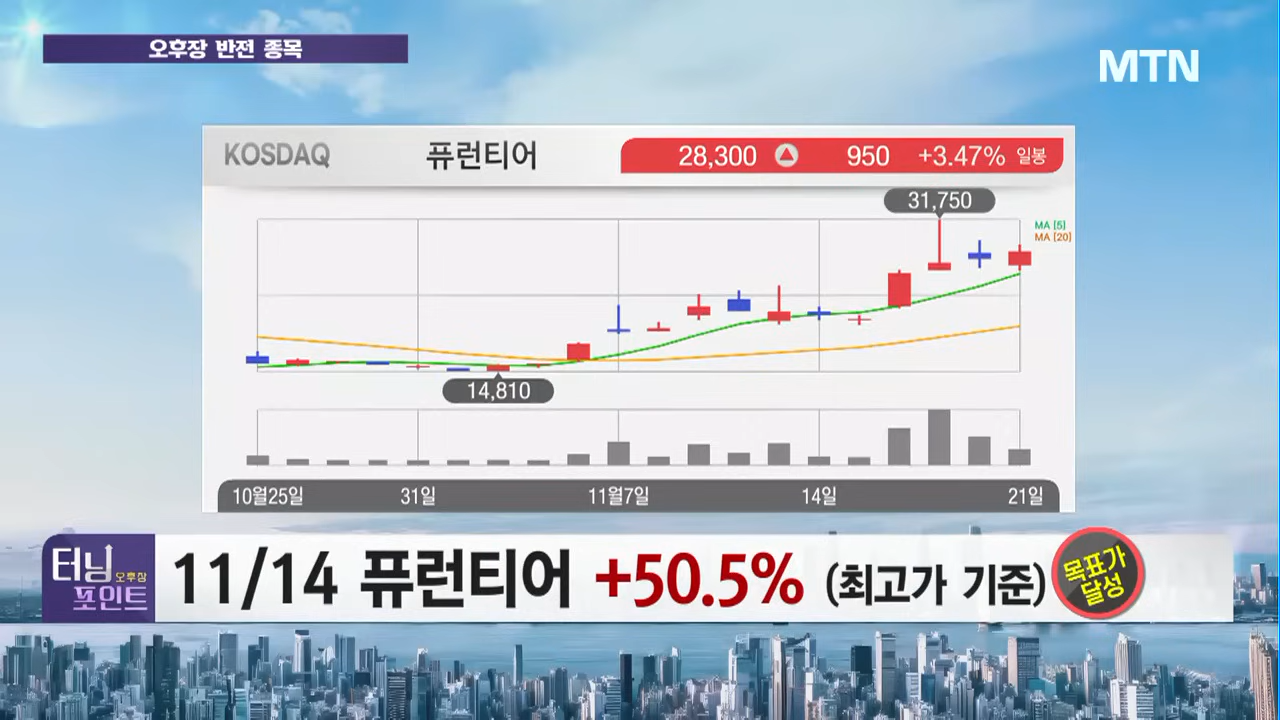 오후장 반전 종목
MTN
KOSDAQ 퓨런티어 28,300 950 +3.47% 일봉
31,750
MA [5]
MA [20]
14,810
10월25일 31일 11월7일 14일 21일
터닝 오후장
포인트
11/14 퓨런티어 +50.5% (최고가 기준)
목표가
달성